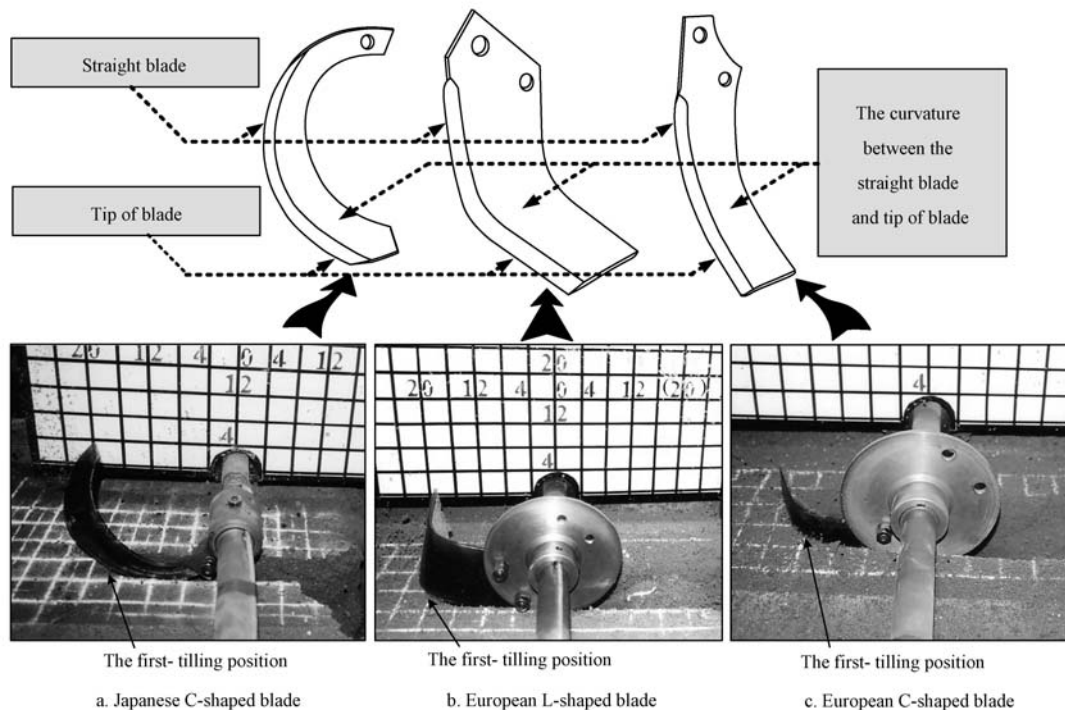 Straight blade
The curvature
between the
straight blade
and tip of blade
Tip of blade
20 12 4 0 4 12
12
4
20
20 12 4 0 4 12 (20)
12
4
4
The first- tilling position
The first- tilling position
The first- tilling position
a. Japanese C-shaped blade
b. European L-shaped blade
c. European C-shaped blade